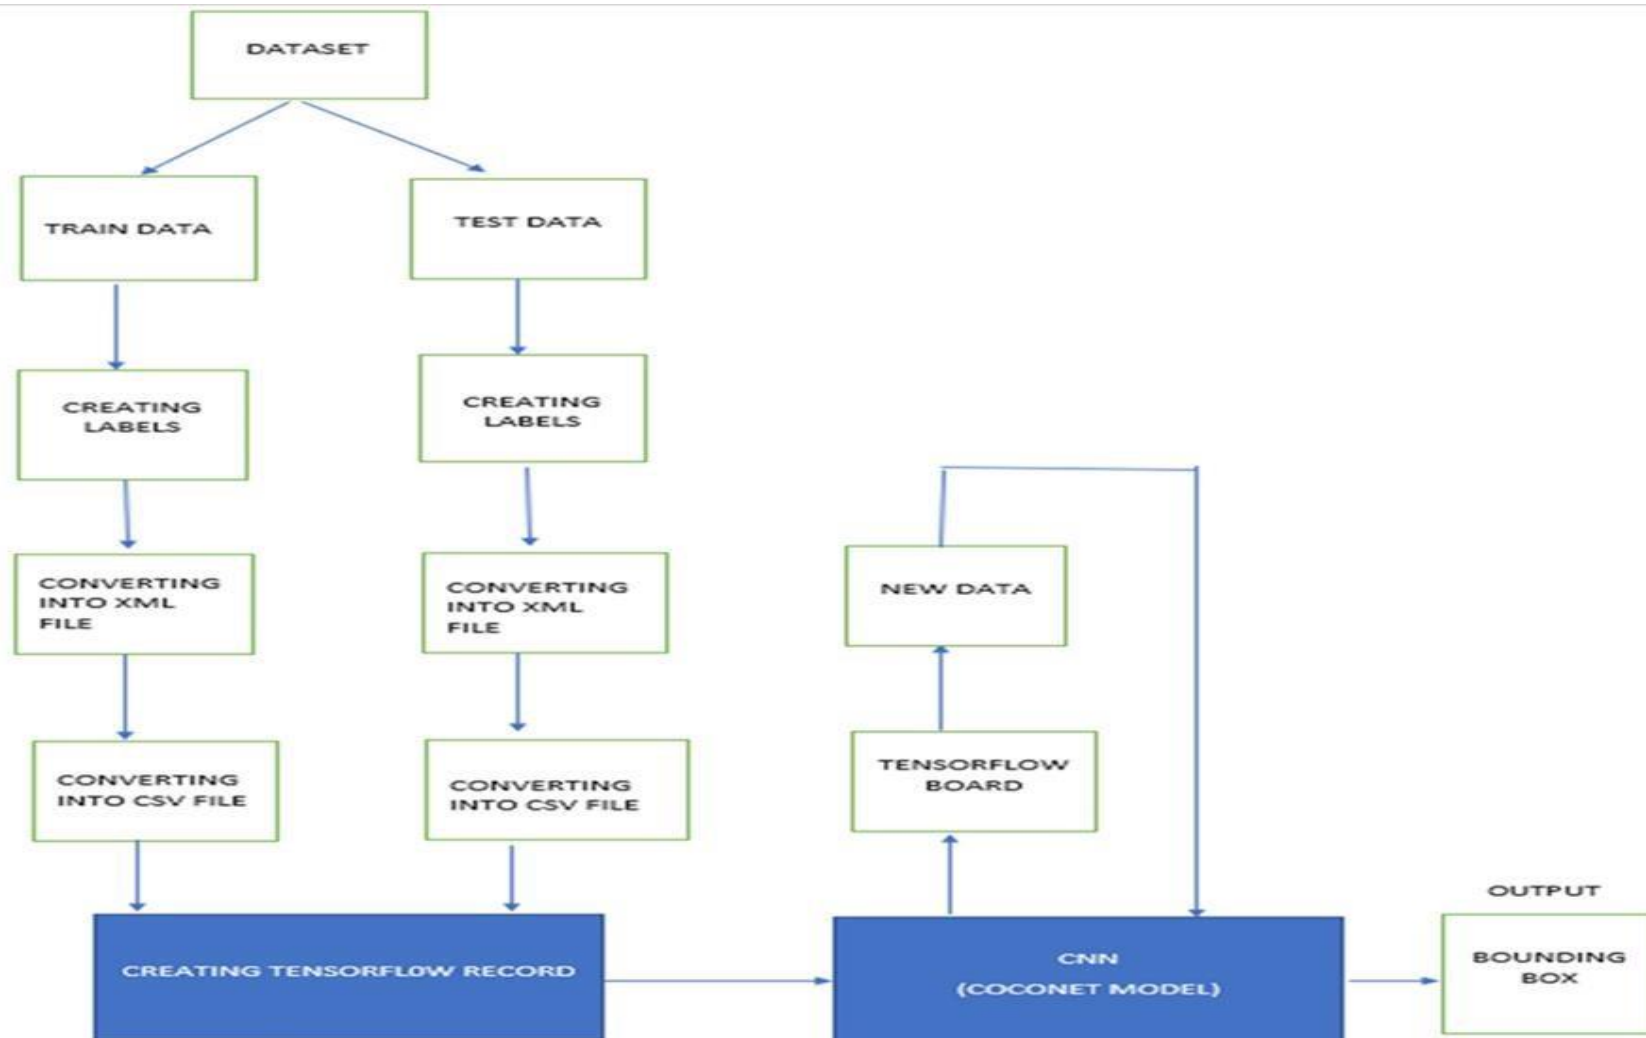 DATASET
TRAIN DATA
TEST DATA
CREATING
LABELS
CREATING
LABELS
CONVERTING
INTO XML
FILE
CONVERTING
INTO XML
FILE
NEW DATA
CONVERTING
INTO CSV FILE
CONVERTING
INTO CSV FILE
TENSORFLOW
BOARD
CREATING TENSORFLOW RECORD
CNN
(COCONET MODEL)
OUTPUT
BOUNDING
BOX